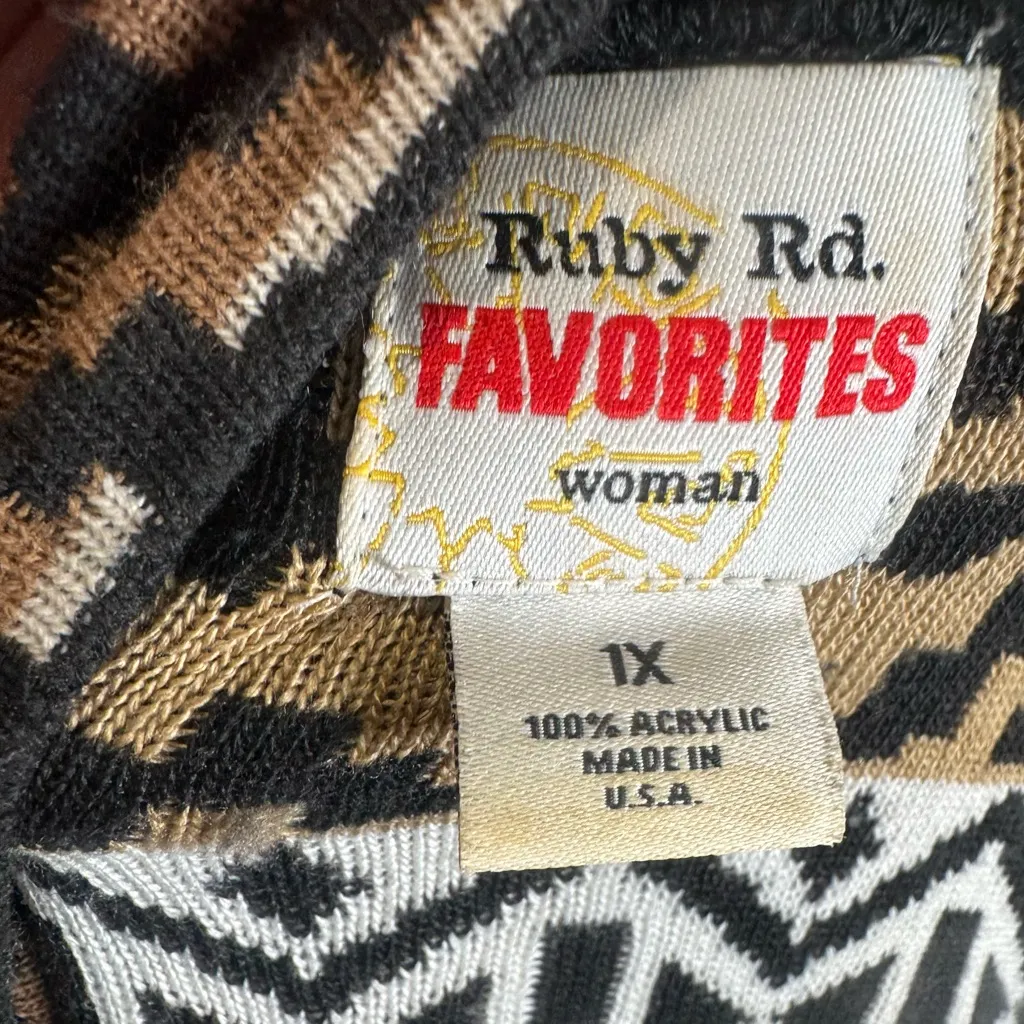 Ruby Rd.
FAVORITES
woman
1X
100% ACRYLIC
MADE IN
U.S.A.